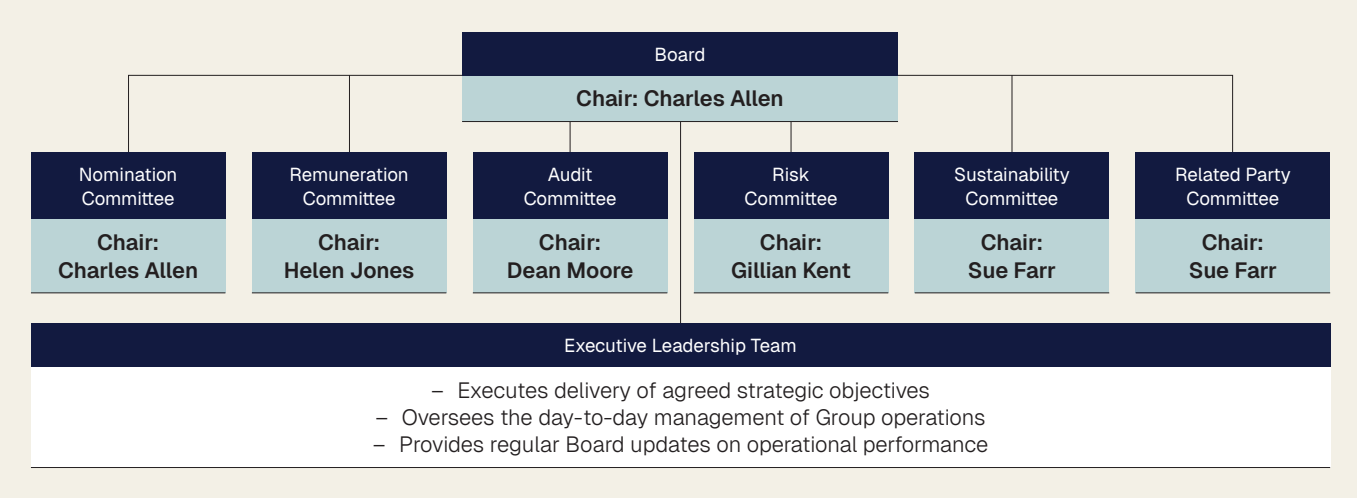 Board
Chair: Charles Allen
Nomination
Committee
Chair:
Charles Allen
Remuneration
Committee
Chair:
Helen Jones
Audit
Committee
Chair:
Dean Moore
Risk
Committee
Chair:
Gillian Kent
Sustainability
Committee
Chair:
Sue Farr
Related Party
Committee
Chair:
Sue Farr
Executive Leadership Team
– Executes delivery of agreed strategic objectives
– Oversees the day-to-day management of Group operations
– Provides regular Board updates on operational performance